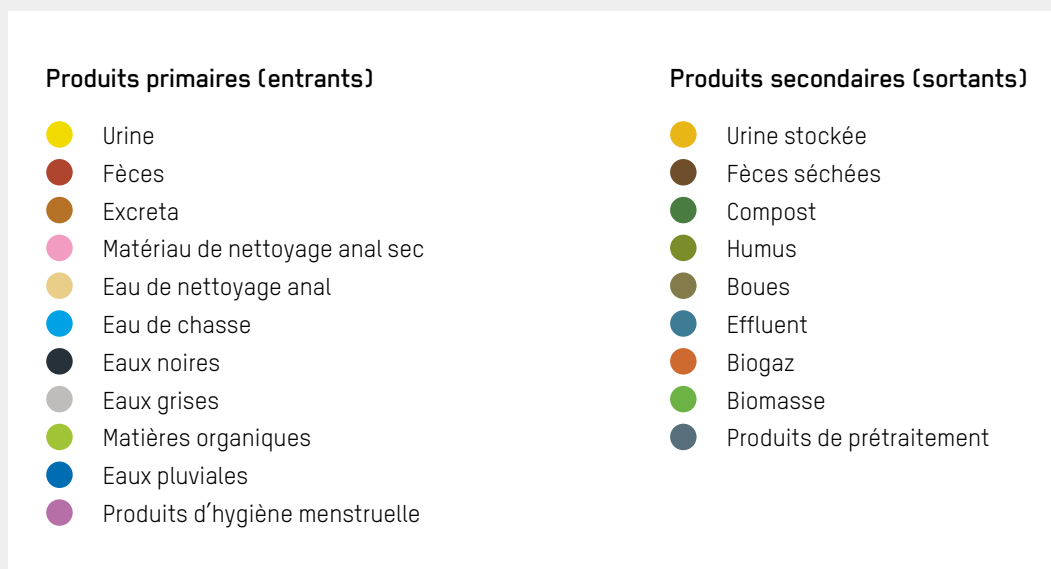 Produits primaires (entrants)
Urine
Fèces
Excreta
Matériau de nettoyage anal sec
Eau de nettoyage anal
Eau de chasse
Eaux noires
Eaux grises
Matières organiques
Eaux pluviales
Produits d’hygiène menstruelle
Produits secondaires (sortants)
Urine stockée
Fèces séchées
Compost
Humus
Boues
Effluent
Biogaz
Biomasse
Produits de prétraitement